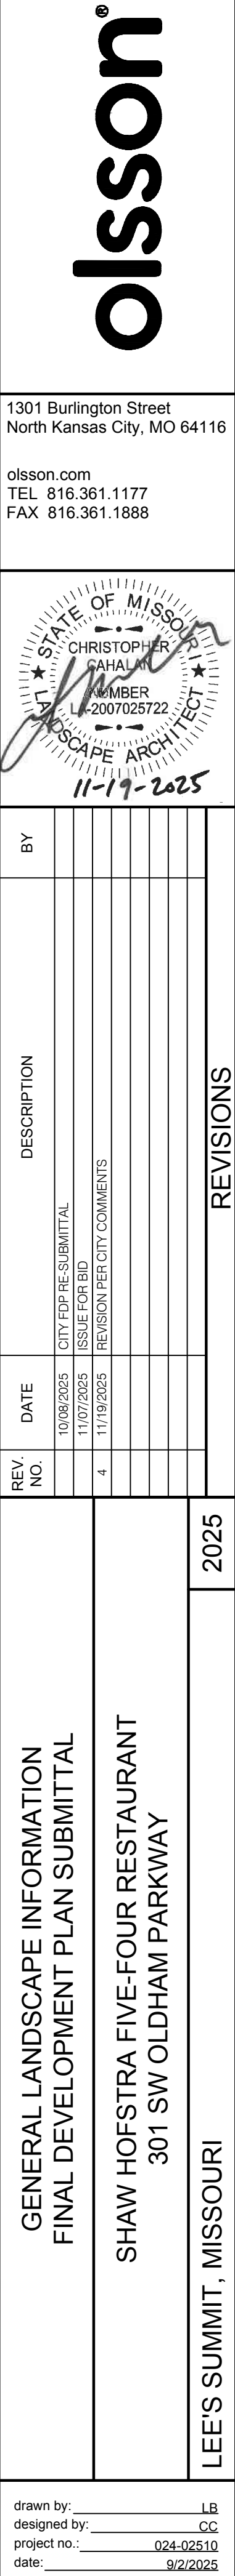 olsson®
1301 Burlington Street
North Kansas City, MO 64116
olsson.com
TEL 816.361.1177
FAX 816.361.1888
STATE OF MISSOURI
CHRISTOPHER
CAHALAN
NUMBER
LA-2007025722
LANDSCAPE ARCHITECT
11-19-2025
REV. NO. DATE DESCRIPTION BY
10/08/2025 CITY FDP RE-SUBMITTAL
11/07/2025 ISSUE FOR BID
4 11/19/2025 REVISION PER CITY COMMENTS
REVISIONS
GENERAL LANDSCAPE INFORMATION
FINAL DEVELOPMENT PLAN SUBMITTAL
SHAW HOFSTRA FIVE-FOUR RESTAURANT
301 SW OLDHAM PARKWAY
LEE'S SUMMIT, MISSOURI
2025
drawn by: LB
designed by: CC
project no.: 024-02510
date: 9/2/2025